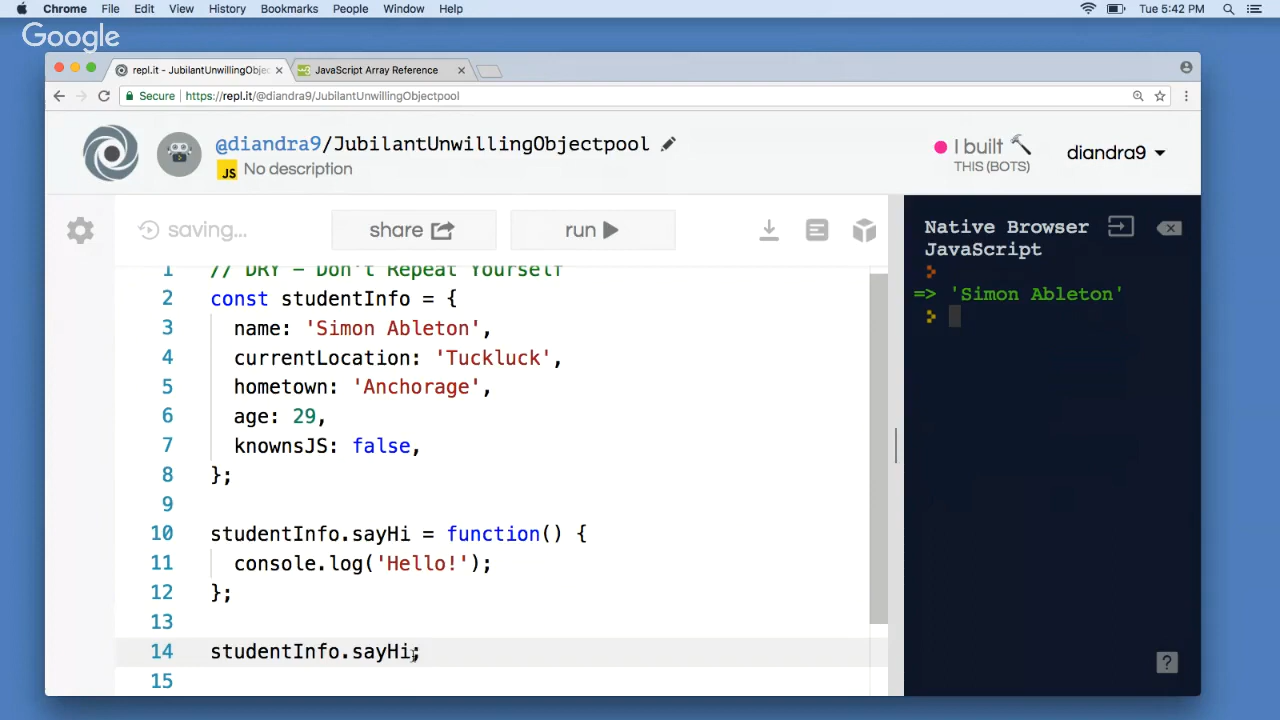 Chrome File Edit View History Bookmarks People Window Help Tue 5:42 PM
Google
repl.it - JubilantUnwillingObjec × JavaScript Array Reference ×
Secure https://repl.it/@diandra9/JubilantUnwillingObjectpool
@diandra9/JubilantUnwillingObjectpool
JS No description
I built
THIS (BOTS)
diandra9
saving... share run
Native Browser
JavaScript
=> 'Simon Ableton'
1 // DRY - Don't Repeat Yourself
2 const studentInfo = {
3 name: 'Simon Ableton',
4 currentLocation: 'Tuckluck',
5 hometown: 'Anchorage',
6 age: 29,
7 knownsJS: false,
8 };
9
10 studentInfo.sayHi = function() {
11 console.log('Hello!');
12 };
13
14 studentInfo.sayHi;
15
?